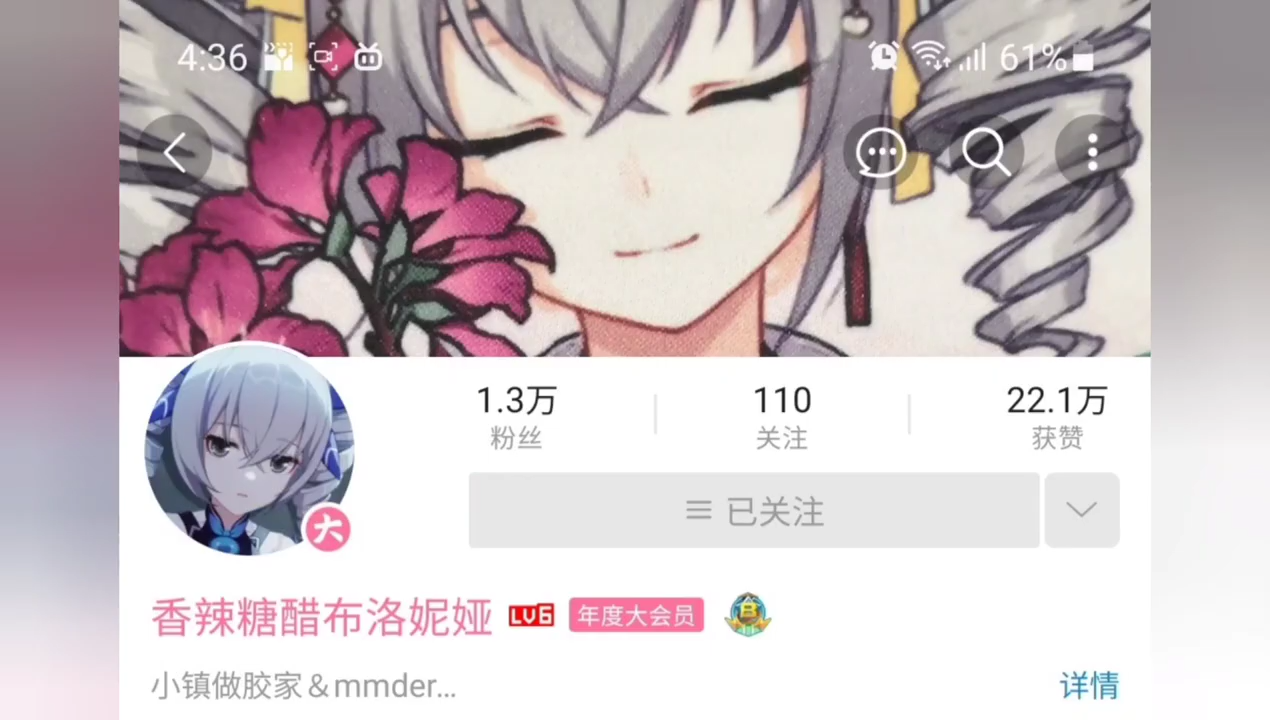 4:36 61%
1.3万 110 22.1万
粉丝 关注 获赞
已关注
大
香辣糖醋布洛妮娅 LV6 年度大会员 B
小镇做胶家&mmder... 详情